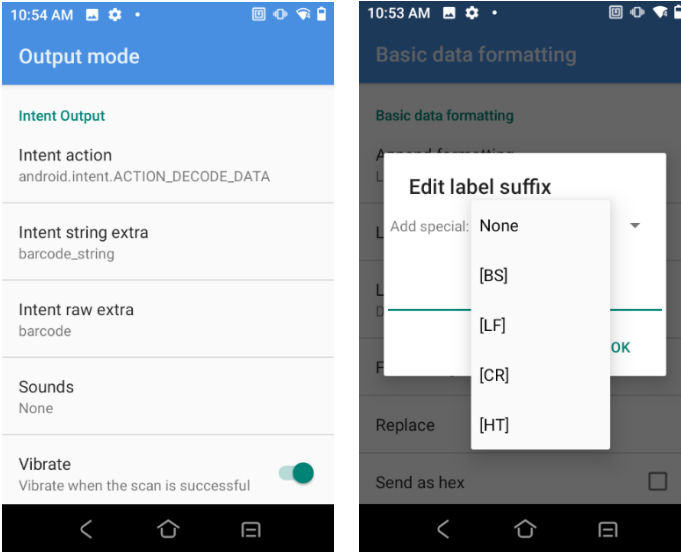 10:54 AM
Output mode
Intent Output
Intent action
android.intent.ACTION_DECODE_DATA
Intent string extra
barcode_string
Intent raw extra
barcode
Sounds
None
Vibrate
Vibrate when the scan is successful
10:53 AM
Basic data formatting
Basic data formatting
Edit label suffix
Add special: None
[BS]
[LF]
[CR]
[HT]
OK
Replace
Send as hex